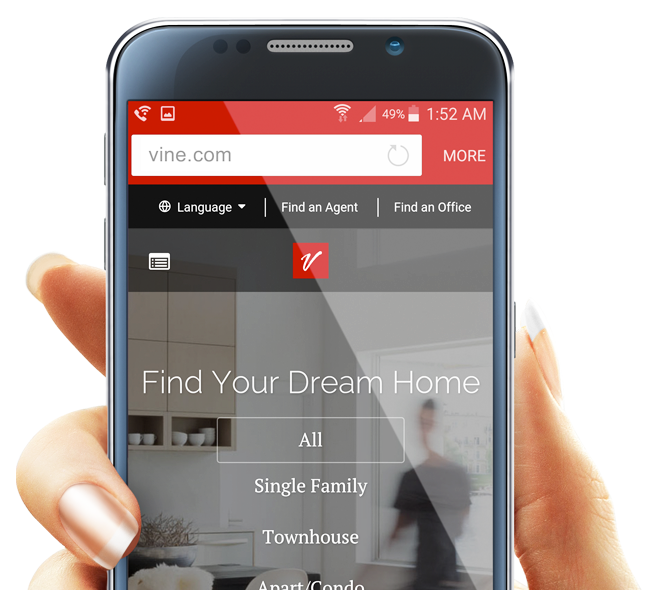 49% 1:52 AM
vine.com MORE
Language Find an Agent Find an Office
V
Find Your Dream Home
All
Single Family
Townhouse
Apart/Condo